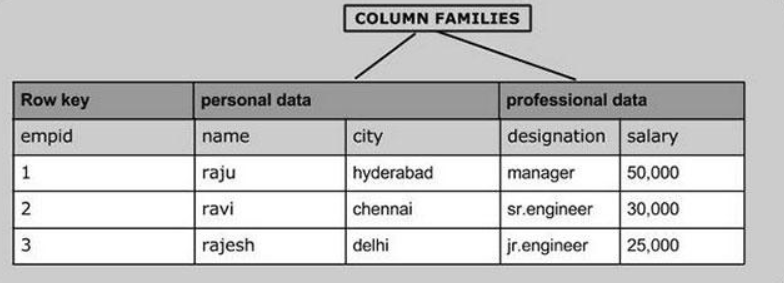 COLUMN FAMILIES
Row key personal data professional data
empid name city designation salary
1 raju hyderabad manager 50,000
2 ravi chennai sr.engineer 30,000
3 rajesh delhi jr.engineer 25,000